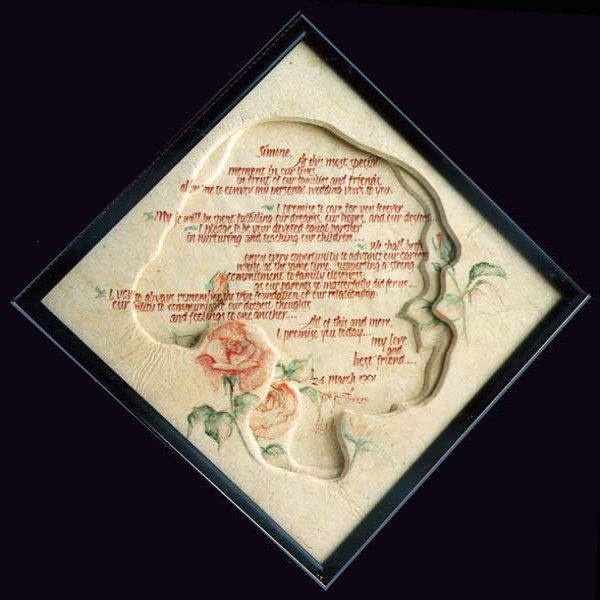 Simone,
At this most special
moment in our lives,
in front of our families and friends,
allow me to convey my personal wedding vows to you:
I promise to care for you forever...
My life will be spent fulfilling our dreams, our hopes, and our desires...
I pledge to be your devoted equal partner
in nurturing and teaching our children...
We shall both
enjoy every opportunity to advance our careers
while at the same time, supporting a strong
commitment to family closeness,
as our parents so masterfully did for us...
I vow to always remember the true foundation of our relationship:
our ability to communicate our deepest thoughts
and feelings to one another...
All of this and more,
I promise you today...
my love
and
best friend...
24 March 1991